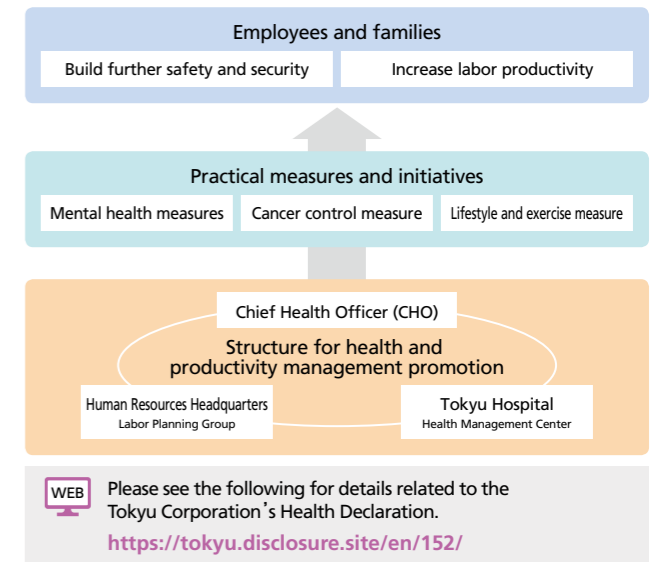 Employees and families
Build further safety and security
Increase labor productivity
Practical measures and initiatives
Mental health measures
Cancer control measure
Lifestyle and exercise measure
Chief Health Officer (CHO)
Structure for health and
productivity management promotion
Human Resources Headquarters
Labor Planning Group
Tokyu Hospital
Health Management Center
WEB
Please see the following for details related to the
Tokyu Corporation’s Health Declaration.
https://tokyu.disclosure.site/en/152/